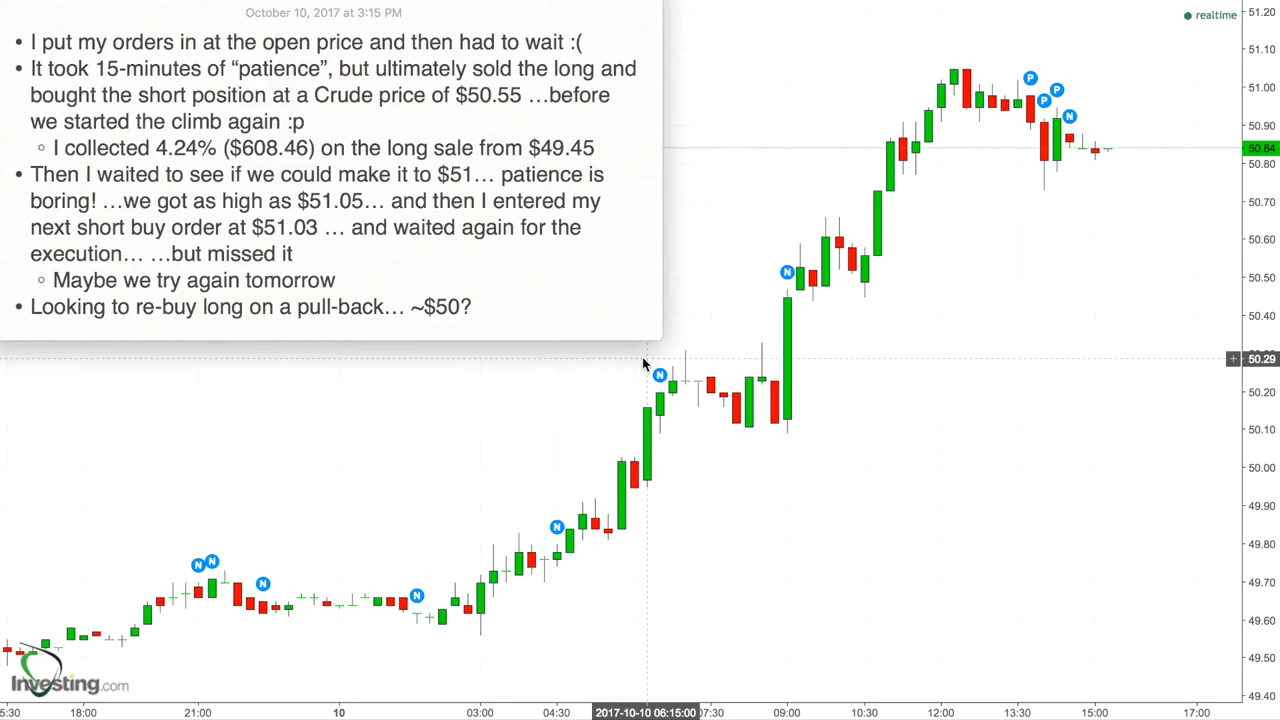 October 10, 2017 at 3:15 PM
• I put my orders in at the open price and then had to wait :(
• It took 15-minutes of “patience”, but ultimately sold the long and
bought the short position at a Crude price of $50.55 …before
we started the climb again :p
◦ I collected 4.24% ($608.46) on the long sale from $49.45
• Then I waited to see if we could make it to $51… patience is
boring! …we got as high as $51.05… and then I entered my
next short buy order at $51.03 … and waited again for the
execution… …but missed it
◦ Maybe we try again tomorrow
• Looking to re-buy long on a pull-back… ~$50?
realtime
51.20
51.10
51.00
50.90
50.84
50.80
50.70
50.60
50.50
50.40
50.29
50.20
50.10
50.00
49.90
49.80
49.70
49.60
49.50
49.40
P
P
P
N
N
N
N
N
N
N
N
Investing.com
5:30
18:00
21:00
10
03:00
04:30
2017-10-10 06:15:00
07:30
09:00
10:30
12:00
13:30
15:00
17:00